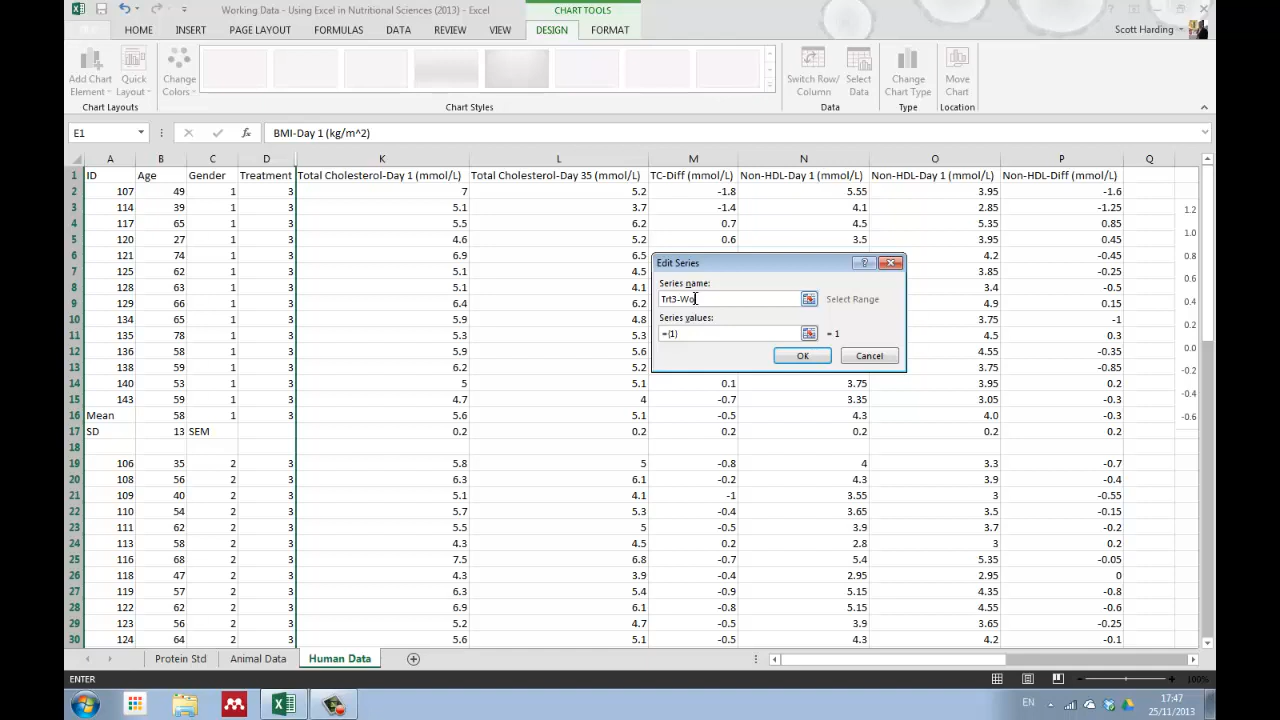 Working Data - Using Excel in Nutritional Sciences (2013) - Excel
CHART TOOLS
HOME INSERT PAGE LAYOUT FORMULAS DATA REVIEW VIEW DESIGN FORMAT Scott Harding
Add Chart Element Quick Layout Change Colors Switch Row/Column Select Data Change Chart Type Move Chart
Chart Layouts Chart Styles Data Type Location
E1 fx BMI-Day 1 (kg/m^2)
A B C D K L M N O P Q
1 ID Age Gender Treatment Total Cholesterol-Day 1 (mmol/L) Total Cholesterol-Day 35 (mmol/L) TC-Diff (mmol/L) Non-HDL-Day 1 (mmol/L) Non-HDL-Day 1 (mmol/L) Non-HDL-Diff (mmol/L)
2 107 49 1 3 7 5.2 -1.8 5.55 3.95 -1.6
3 114 39 1 3 5.1 3.7 -1.4 4.1 2.85 -1.25 1.2
4 117 65 1 3 5.5 6.2 0.7 4.5 5.35 0.85 1.0
5 120 27 1 3 4.6 5.2 0.6 3.5 3.95 0.45
6 121 74 1 3 6.9 6.5 4.2 -0.45 0.8
7 125 62 1 3 5.1 4.5 3.85 -0.25 0.6
8 128 63 1 3 5.1 4.1 3.4 -0.5 0.4
9 129 66 1 3 6.4 6.2 4.9 0.15
10 134 65 1 3 5.9 4.8 3.75 -1 0.2
11 135 78 1 3 5.3 5.3 4.5 0.3 0.0
12 136 58 1 3 5.9 5.6 4.55 -0.35
13 138 59 1 3 6.2 5.2 3.75 -0.85 -0.2
14 140 53 1 3 5 5.1 0.1 3.75 3.95 0.2 -0.4
15 143 59 1 3 4.7 4 -0.7 3.35 3.05 -0.3
16 Mean 58 1 3 5.6 5.1 -0.5 4.3 4.0 -0.3 -0.6
17 SD 13 SEM 0.2 0.2 0.2 0.2 0.2 0.2
18
19 106 35 2 3 5.8 5 -0.8 4 3.3 -0.7
20 108 56 2 3 6.3 6.1 -0.2 4.3 3.9 -0.4
21 109 40 2 3 5.1 4.1 -1 3.55 3 -0.55
22 110 54 2 3 5.7 5.3 -0.4 3.65 3.5 -0.15
23 111 62 2 3 5.5 5 -0.5 3.9 3.7 -0.2
24 113 58 2 3 4.3 4.5 0.2 2.8 3 0.2
25 116 68 2 3 7.5 6.8 -0.7 5.4 5.35 -0.05
26 118 47 2 3 4.3 3.9 -0.4 2.95 2.95 0
27 119 57 2 3 6.3 5.4 -0.9 5.15 4.35 -0.8
28 122 62 2 3 6.9 6.1 -0.8 5.15 4.55 -0.6
29 123 56 2 3 5.2 4.7 -0.5 3.9 3.65 -0.25
30 124 64 2 3 5.6 5.1 -0.5 4.3 4.2 -0.1
Edit Series
Series name:
Trt3-Wo Select Range
Series values:
={1} = 1
OK Cancel
Protein Std Animal Data Human Data
ENTER 100%
EN 17:47
25/11/2013